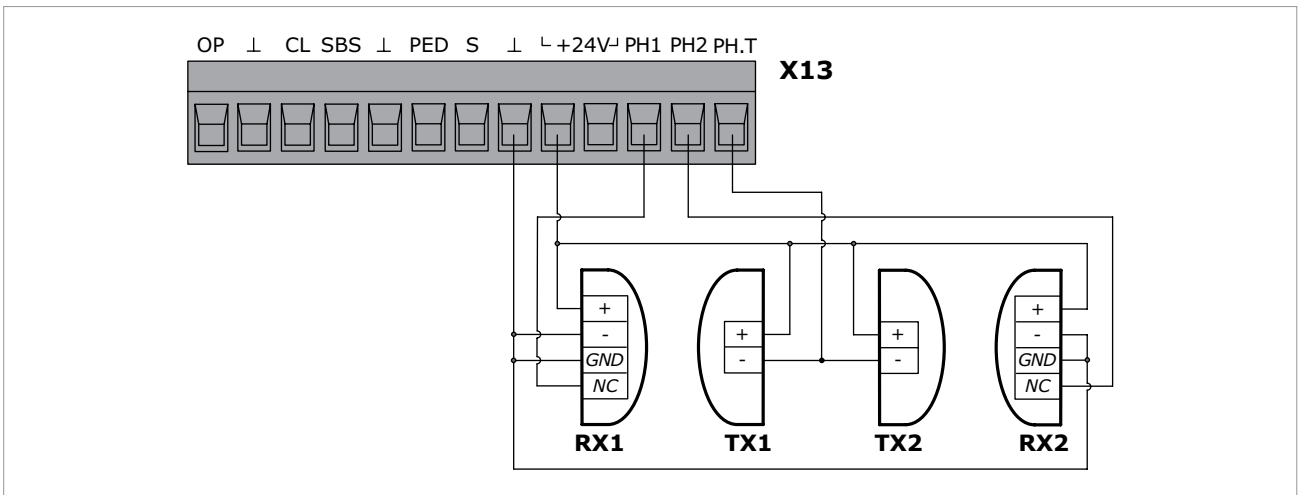 OP ⊥ CL SBS ⊥ PED S ⊥ └ +24V┘ PH1 PH2 PH.T
X13
+ + + +
- - - -
GND GND
NC NC
RX1 TX1 TX2 RX2